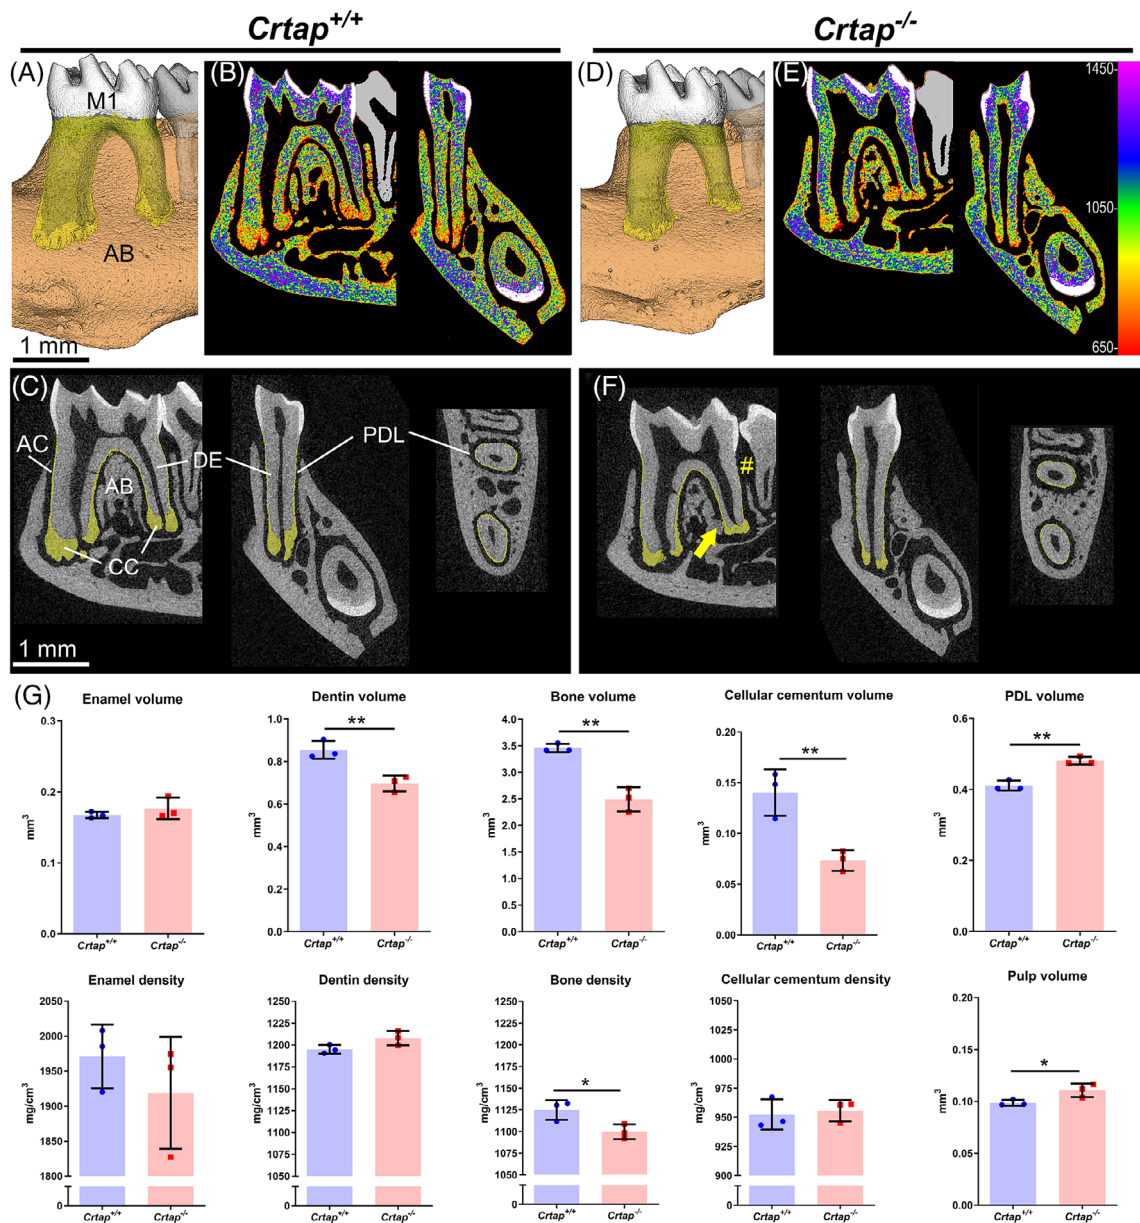 Crtap+/+
Crtap-/-
(A)
M1
AB
1 mm
(B)
(D)
(E)
1450
1050
650
(C)
AC
AB
DE
CC
PDL
1 mm
(F)
#
(G)
Enamel volume
mm3
0.3
0.2
0.1
0.0
Crtap+/+
Crtap-/-
Dentin volume
**
mm3
1.0
0.8
0.6
0.4
0.2
0.0
Crtap+/+
Crtap-/-
Bone volume
**
mm3
4.0
3.5
3.0
2.5
2.0
1.5
1.0
0.5
0.0
Crtap+/+
Crtap-/-
Cellular cementum volume
**
mm3
0.20
0.15
0.10
0.05
0.00
Crtap+/+
Crtap-/-
PDL volume
**
mm3
0.6
0.4
0.2
0.0
Crtap+/+
Crtap-/-
Enamel density
mg/cm3
2050
2000
1950
1900
1850
1800
0
Crtap+/+
Crtap-/-
Dentin density
mg/cm3
1250
1200
1150
1100
1050
0
Crtap+/+
Crtap-/-
Bone density
*
mg/cm3
1250
1225
1200
1175
1150
1125
1100
1075
1050
0
Crtap+/+
Crtap-/-
Cellular cementum density
mg/cm3
1050
1025
1000
975
950
925
900
0
Crtap+/+
Crtap-/-
Pulp volume
*
mm3
0.20
0.15
0.10
0.05
0.00
Crtap+/+
Crtap-/-